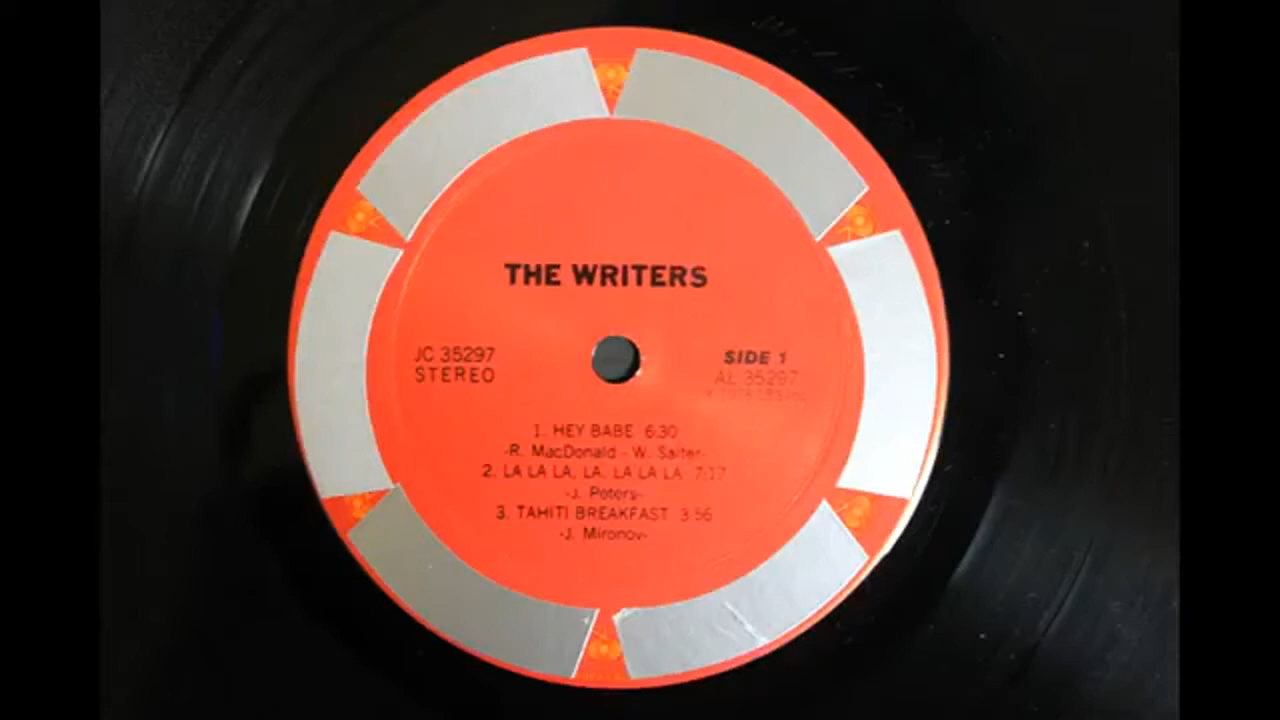 THE WRITERS
JC 35297
STEREO
SIDE 1
AL 35297
1. HEY BABE 6:30
-R. MacDonald - W. Salter-
2. LA LA LA, LA, LA LA LA 7:17
-J. Peters-
3. TAHITI BREAKFAST 3:56
-J. Mironov-